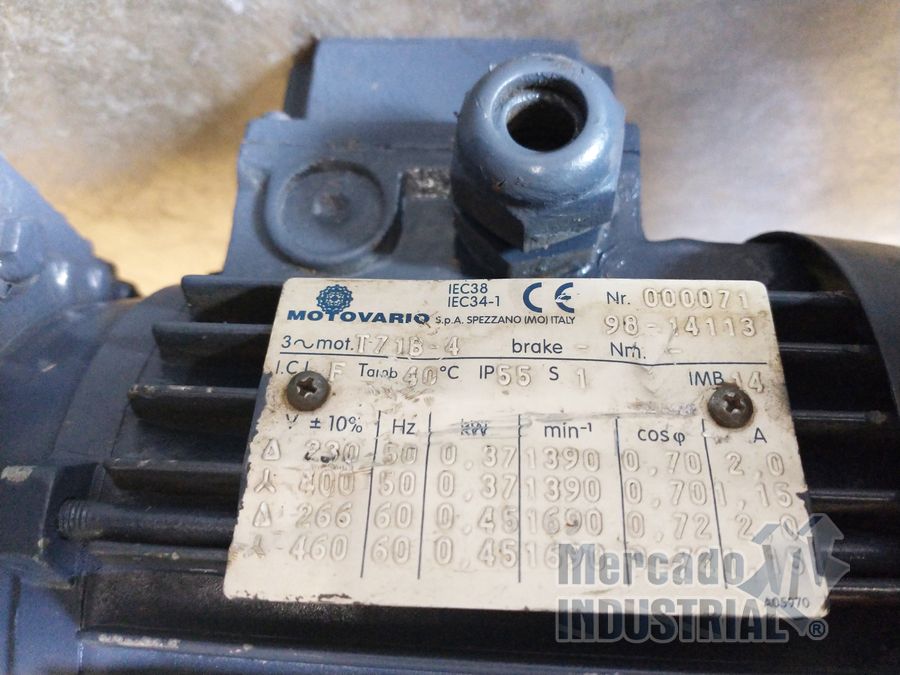 IEC38
IEC34-1
CE
Nr. 000071
MOTOVARIO S.p.A. SPEZZANO (MO) ITALY
98-14113
3~mot. T71B-4 brake - Nm. -
I.CL F Tamb 40°C IP 55 S 1 IMB 14
V ±10% Hz kW min-1 cosφ A
Δ 230 50 0,37 1390 0,70 2,0
⅄ 400 50 0,37 1390 0,70 1,15
Δ 266 60 0,45 1690 0,72 2,0
⅄ 460 60 0,45 1690
Mercado
INDUSTRIAL ®